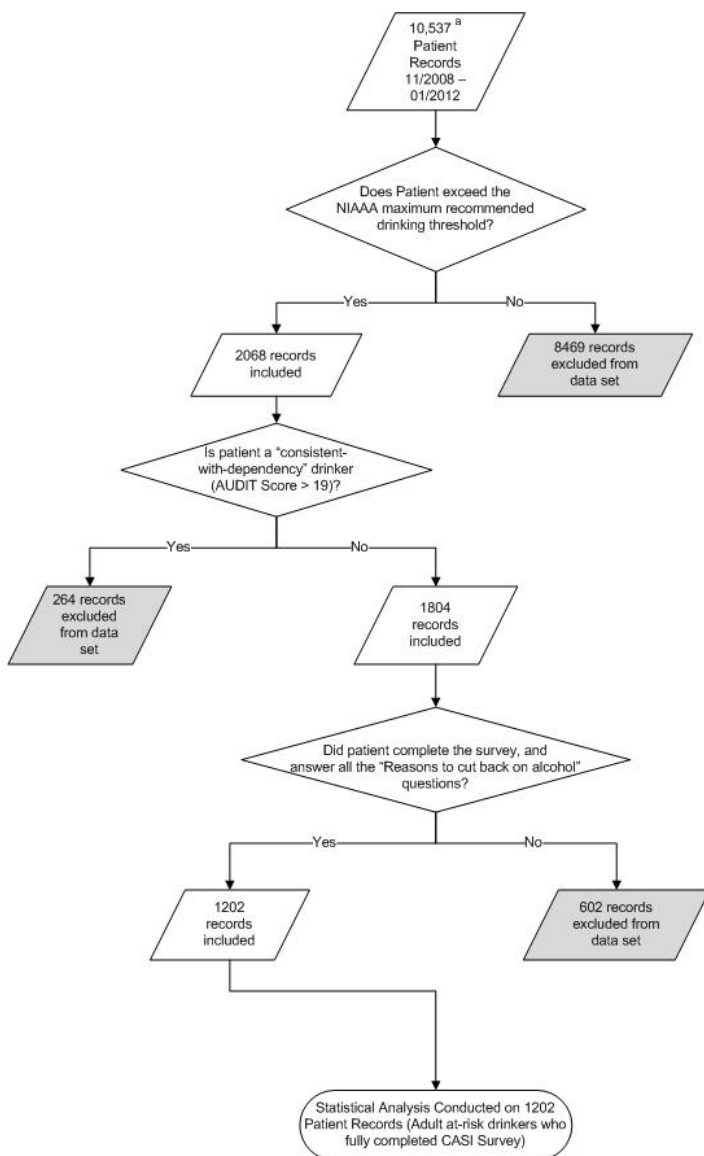 10,537 a
Patient
Records
11/2008 –
01/2012
Does Patient exceed the
NIAAA maximum recommended
drinking threshold?
Yes
No
2068 records
included
8469 records
excluded from
data set
Is patient a “consistent-
with-dependency” drinker
(AUDIT Score > 19)?
Yes
No
264 records
excluded
from data
set
1804
records
included
Did patient complete the survey, and
answer all the “Reasons to cut back on alcohol”
questions?
Yes
No
1202
records
included
602 records
excluded from
data set
Statistical Analysis Conducted on 1202
Patient Records (Adult at-risk drinkers who
fully completed CASI Survey)